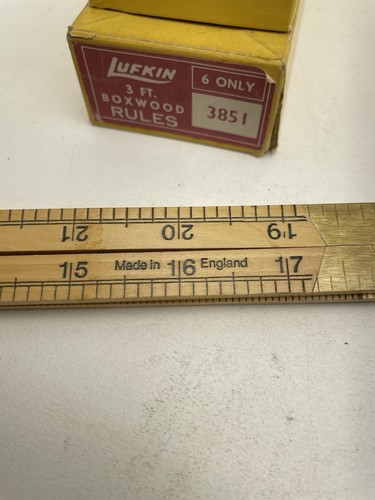 LUFKIN
3 FT.
BOXWOOD
RULES
6 ONLY
3851
21 20 19
15 Made in 16 England 17